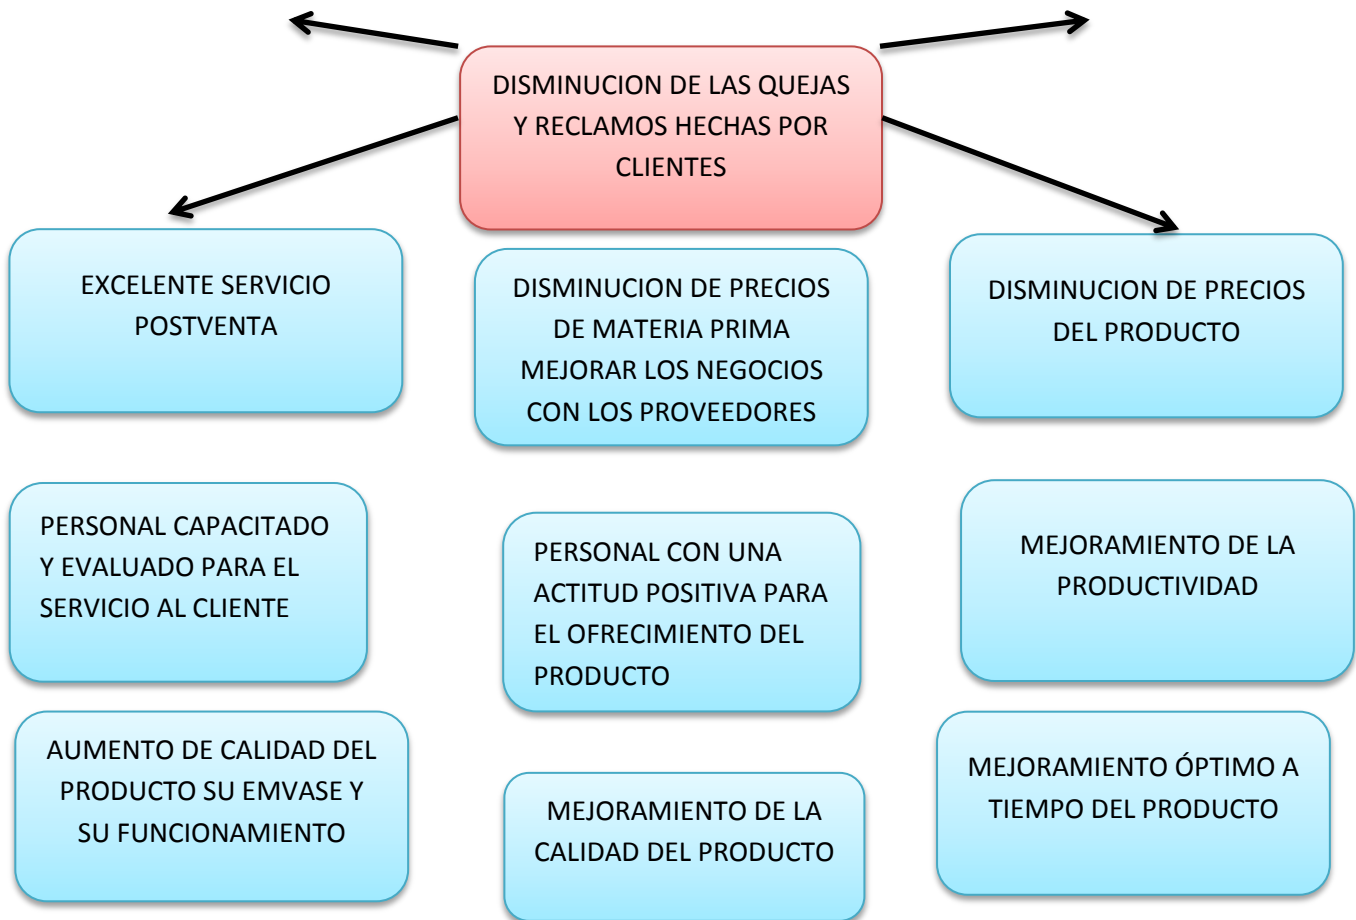 DISMINUCION DE LAS QUEJAS
Y RECLAMOS HECHAS POR
CLIENTES
EXCELENTE SERVICIO
POSTVENTA
DISMINUCION DE PRECIOS
DE MATERIA PRIMA
MEJORAR LOS NEGOCIOS
CON LOS PROVEEDORES
DISMINUCION DE PRECIOS
DEL PRODUCTO
PERSONAL CAPACITADO
Y EVALUADO PARA EL
SERVICIO AL CLIENTE
PERSONAL CON UNA
ACTITUD POSITIVA PARA
EL OFRECIMIENTO DEL
PRODUCTO
MEJORAMIENTO DE LA
PRODUCTIVIDAD
AUMENTO DE CALIDAD DEL
PRODUCTO SU EMVASE Y
SU FUNCIONAMIENTO
MEJORAMIENTO DE LA
CALIDAD DEL PRODUCTO
MEJORAMIENTO ÓPTIMO A
TIEMPO DEL PRODUCTO